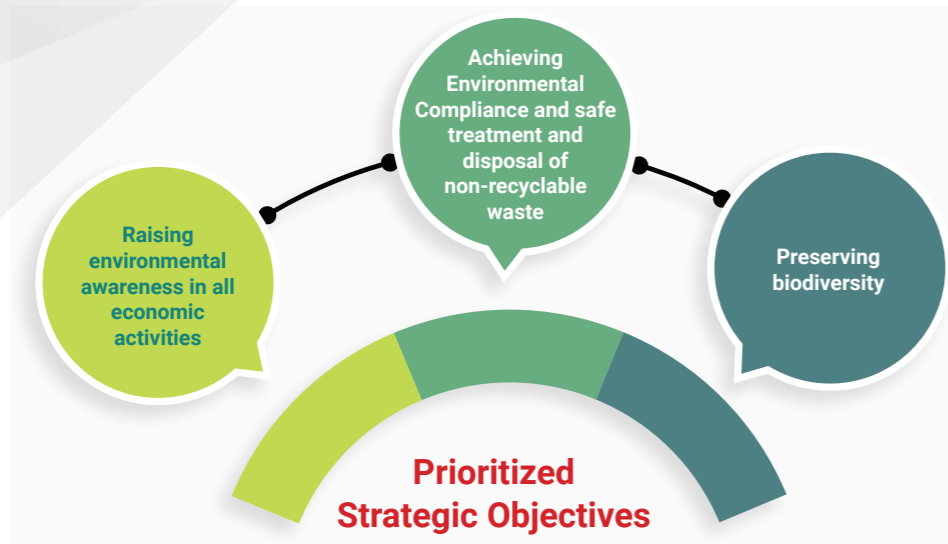 Achieving
Environmental
Compliance and safe
treatment and
disposal of
non-recyclable
waste
Raising
environmental
awareness in all
economic
activities
Preserving
biodiversity
Prioritized
Strategic Objectives